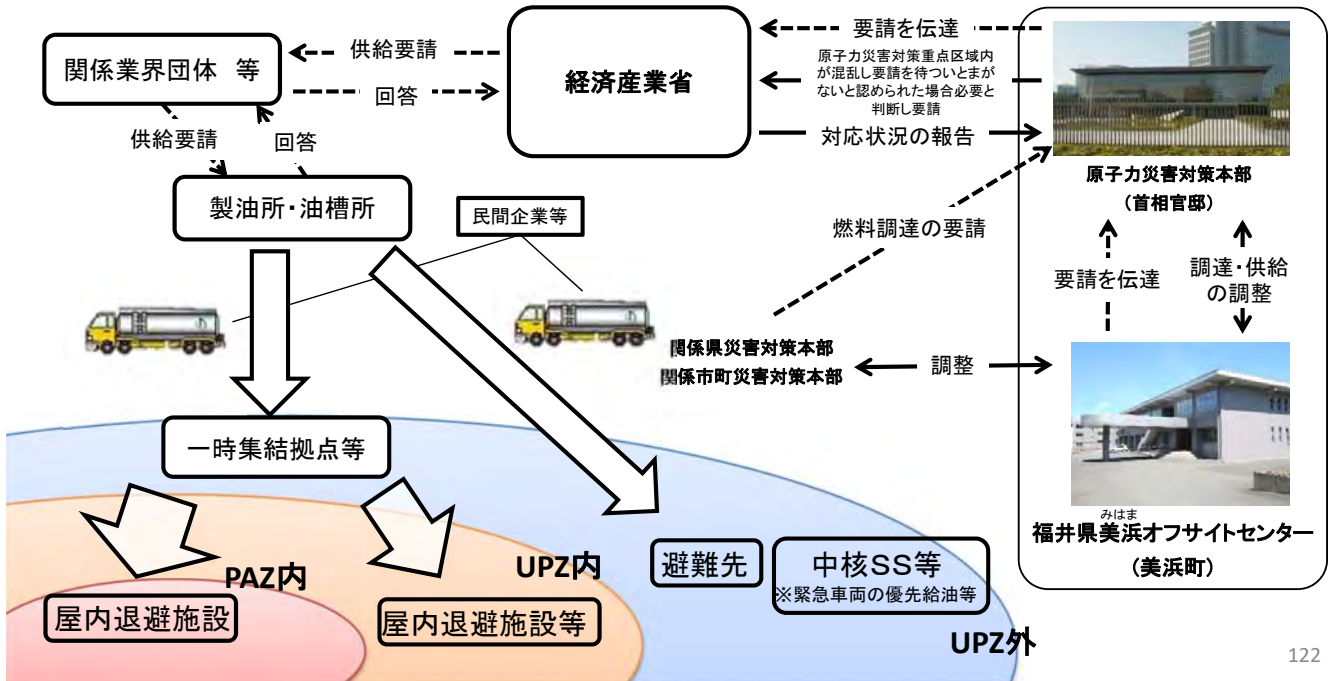 関係業界団体 等
供給要請
回答
経済産業省
要請を伝達
原子力災害対策重点区域内
が混乱し要請を待ついとまが
ないと認められた場合必要と
判断し要請
対応状況の報告
原子力災害対策本部
(首相官邸)
供給要請
回答
製油所・油槽所
民間企業等
燃料調達の要請
要請を伝達
調達・供給
の調整
関係県災害対策本部
関係市町災害対策本部
調整
みはま
福井県美浜オフサイトセンター
(美浜町)
一時集結拠点等
PAZ内
屋内退避施設
UPZ内
屋内退避施設等
避難先
中核SS等
※緊急車両の優先給油等
UPZ外
122